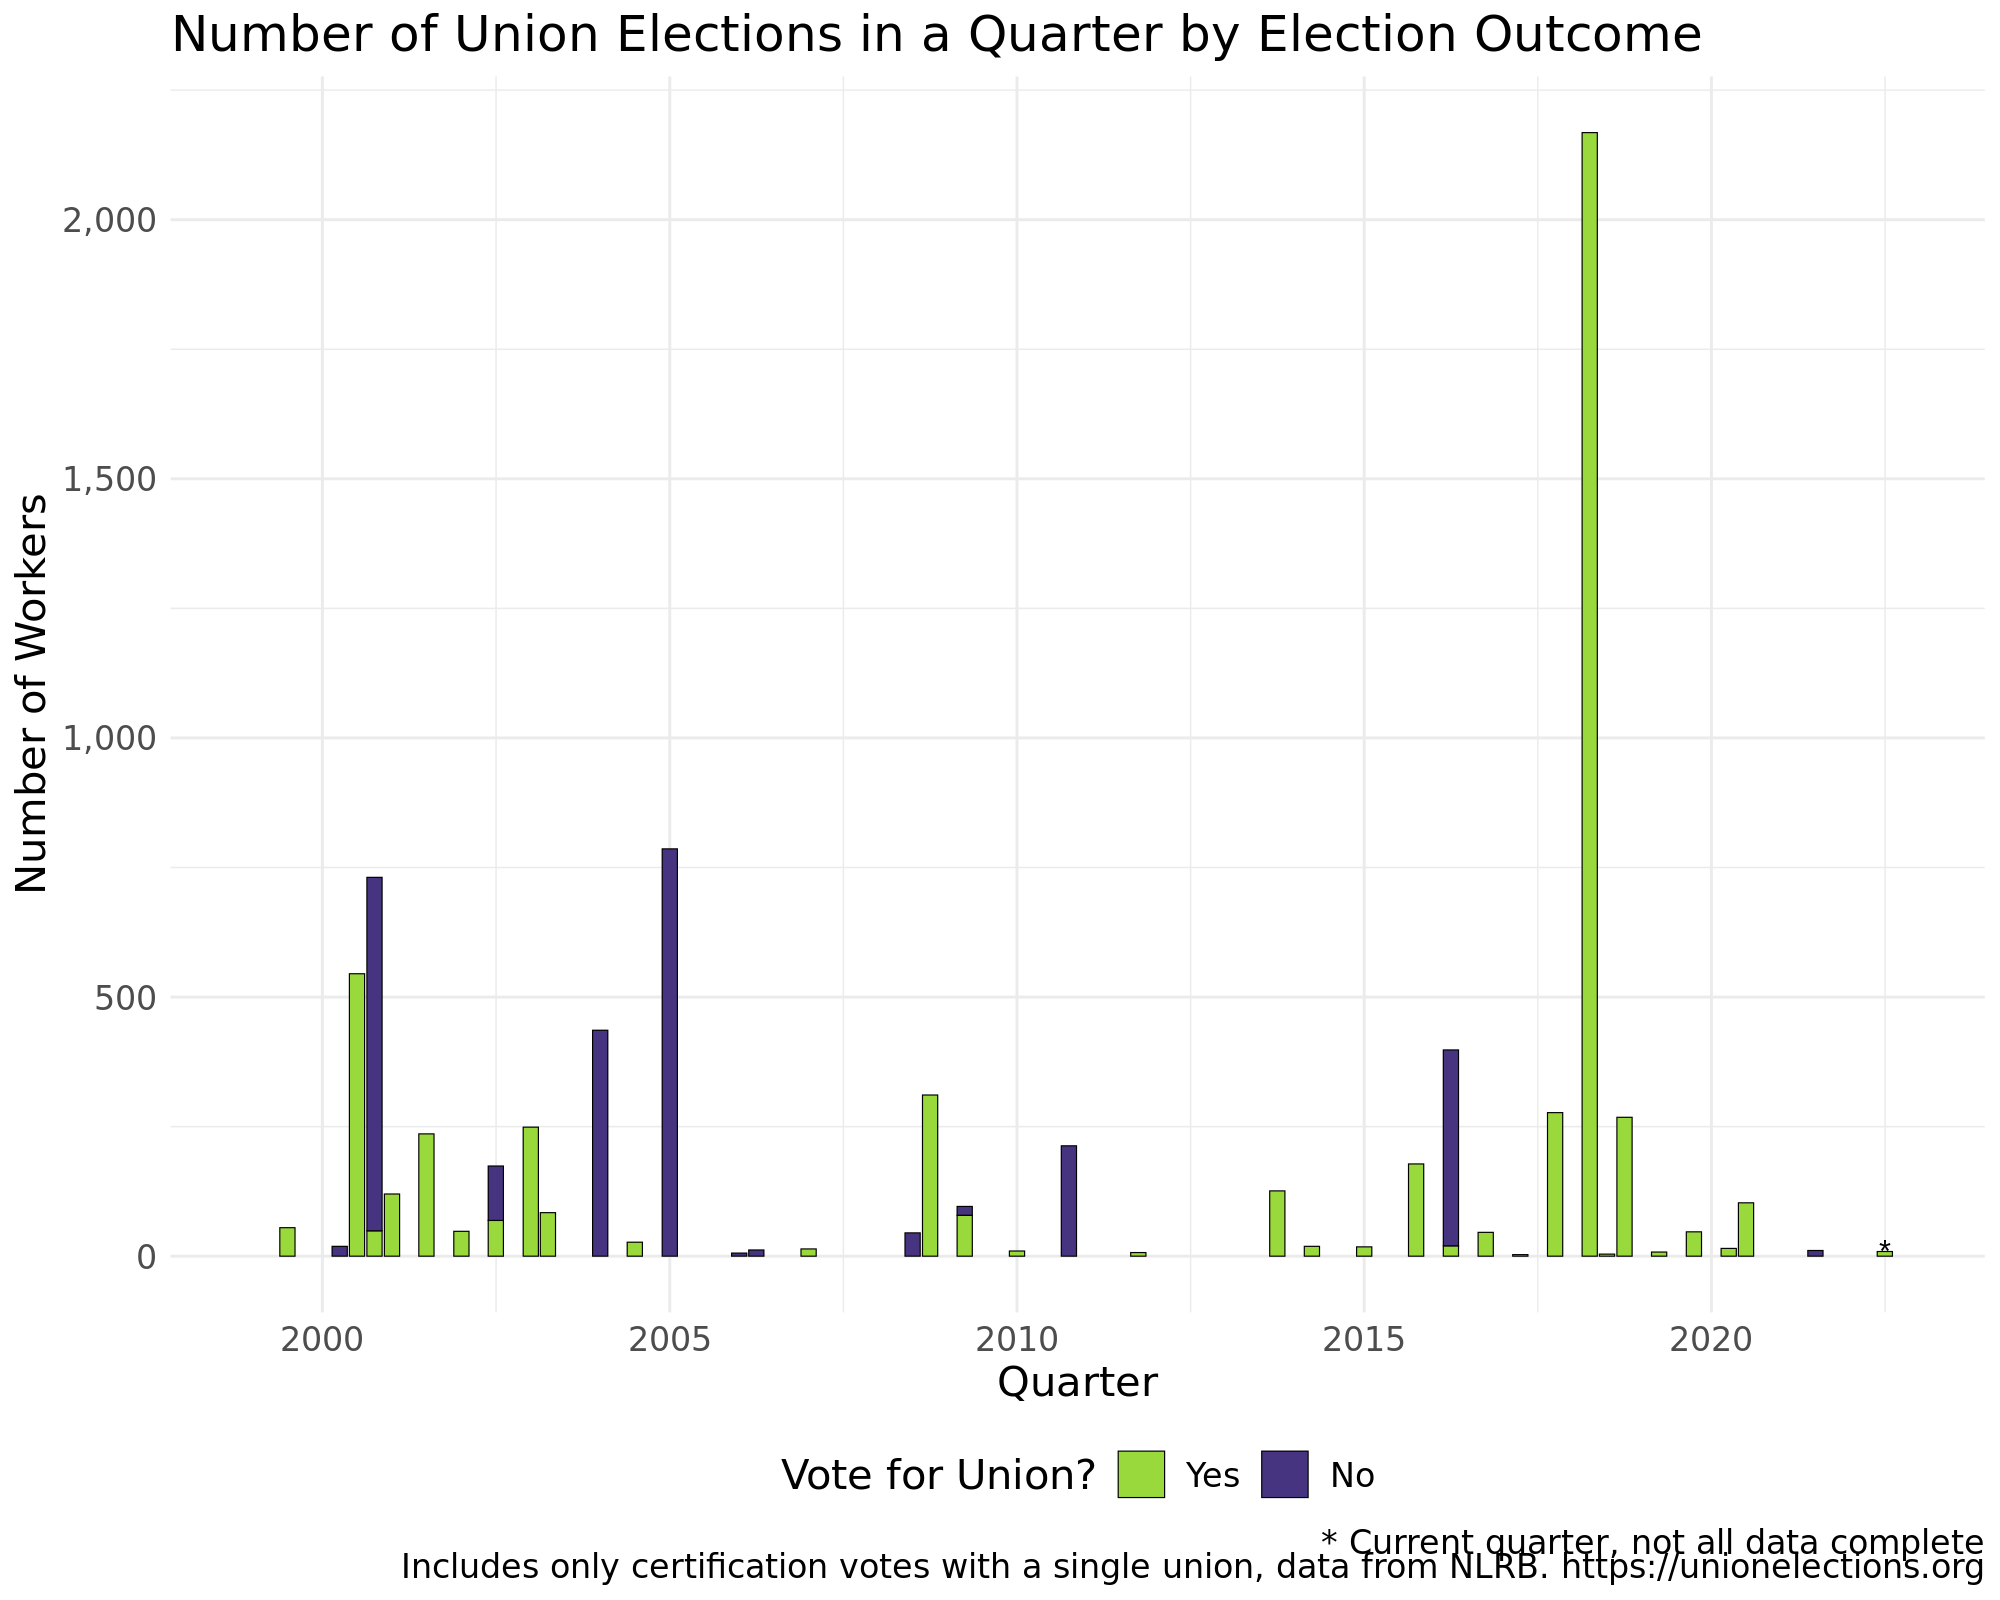 Number of Union Elections in a Quarter by Election Outcome
Number of Workers
2,000
1,500
1,000
500
0
*
2000 2005 2010 2015 2020
Quarter
Vote for Union? Yes No
* Current quarter, not all data complete
Includes only certification votes with a single union, data from NLRB. https://unionelections.org